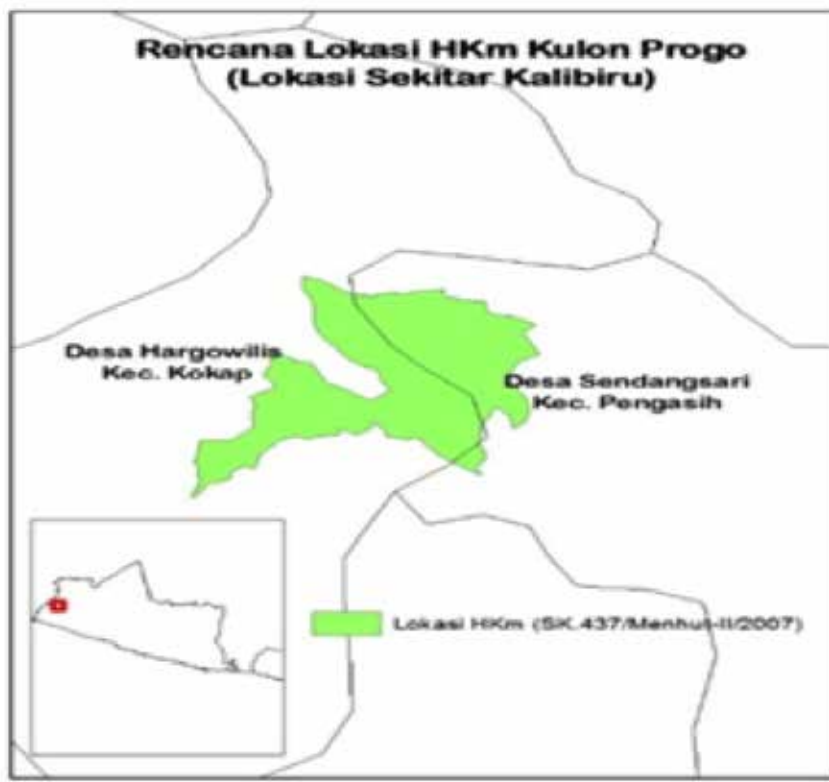 Rencana Lokasi HKm Kulon Progo
(Lokasi Sekitar Kalibiru)
Desa Hargowilis
Kec. Kokap
Desa Sendangsari
Kec. Pengasih
Lokasi HKm (SK.437/Menhut-II/2007)